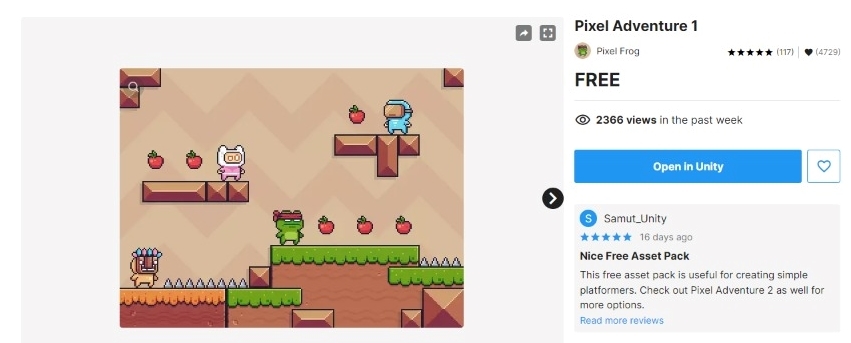 Pixel Adventure 1
Pixel Frog
★★★★★ (117) | ♥ (4729)
FREE
2366 views in the past week
Open in Unity
S Samut_Unity
★★★★★ 16 days ago
Nice Free Asset Pack
This free asset pack is useful for creating simple
platformers. Check out Pixel Adventure 2 as well for
more options.
Read more reviews